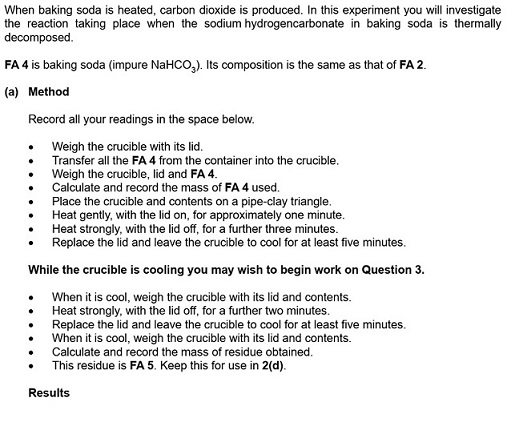 When baking soda is heated, carbon dioxide is produced. In this experiment you will investigate
the reaction taking place when the sodium hydrogencarbonate in baking soda is thermally
decomposed.
FA 4 is baking soda (impure NaHCO₃). Its composition is the same as that of FA 2.
(a) Method
Record all your readings in the space below.
• Weigh the crucible with its lid.
• Transfer all the FA 4 from the container into the crucible.
• Weigh the crucible, lid and FA 4.
• Calculate and record the mass of FA 4 used.
• Place the crucible and contents on a pipe-clay triangle.
• Heat gently, with the lid on, for approximately one minute.
• Heat strongly, with the lid off, for a further three minutes.
• Replace the lid and leave the crucible to cool for at least five minutes.
While the crucible is cooling you may wish to begin work on Question 3.
• When it is cool, weigh the crucible with its lid and contents.
• Heat strongly, with the lid off, for a further two minutes.
• Replace the lid and leave the crucible to cool for at least five minutes.
• When it is cool, weigh the crucible with its lid and contents.
• Calculate and record the mass of residue obtained.
• This residue is FA 5. Keep this for use in 2(d).
Results